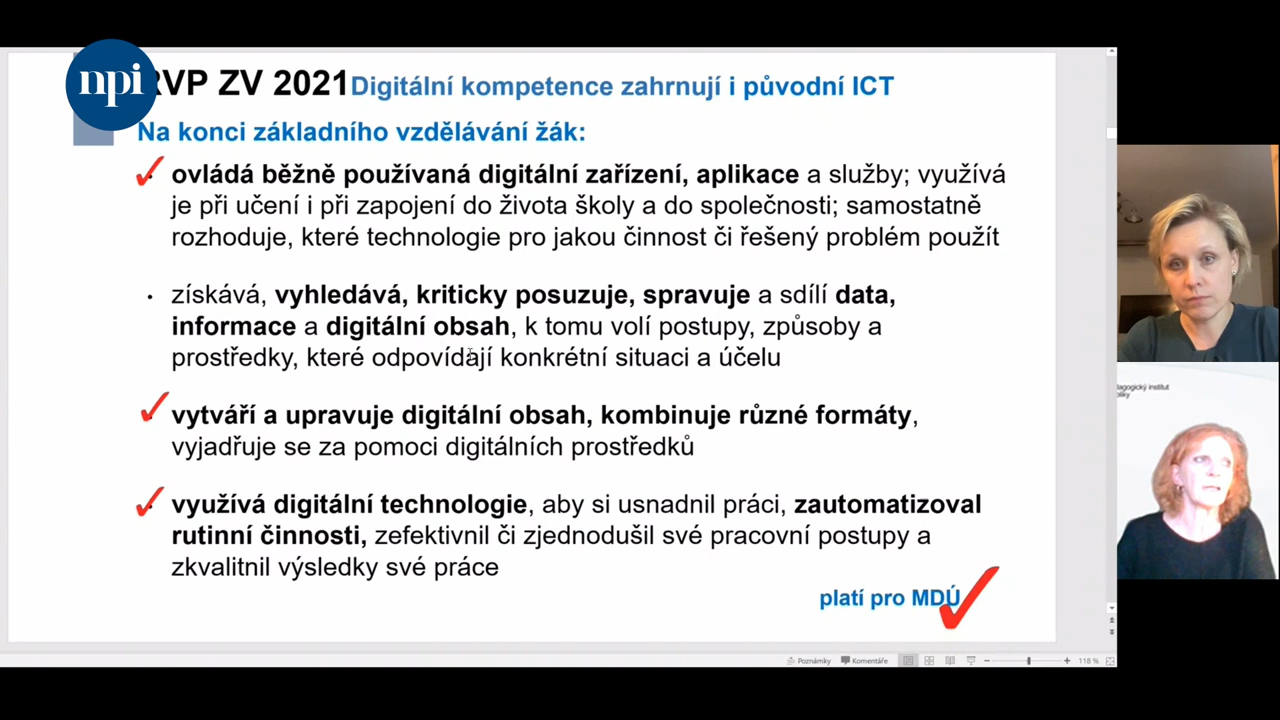 npi
RVP ZV 2021 Digitální kompetence zahrnují i původní ICT
Na konci základního vzdělávání žák:
ovládá běžně používaná digitální zařízení, aplikace a služby; využívá
je při učení i při zapojení do života školy a do společnosti; samostatně
rozhoduje, které technologie pro jakou činnost či řešený problém použít
• získává, vyhledává, kriticky posuzuje, spravuje a sdílí data,
informace a digitální obsah, k tomu volí postupy, způsoby a
prostředky, které odpovídají konkrétní situaci a účelu
vytváří a upravuje digitální obsah, kombinuje různé formáty,
vyjadřuje se za pomoci digitálních prostředků
využívá digitální technologie, aby si usnadnil práci, zautomatizoval
rutinní činnosti, zefektivnil či zjednodušil své pracovní postupy a
zkvalitnil výsledky své práce
platí pro MDÚ
Poznámky Komentáře 118 %
dagogický institut